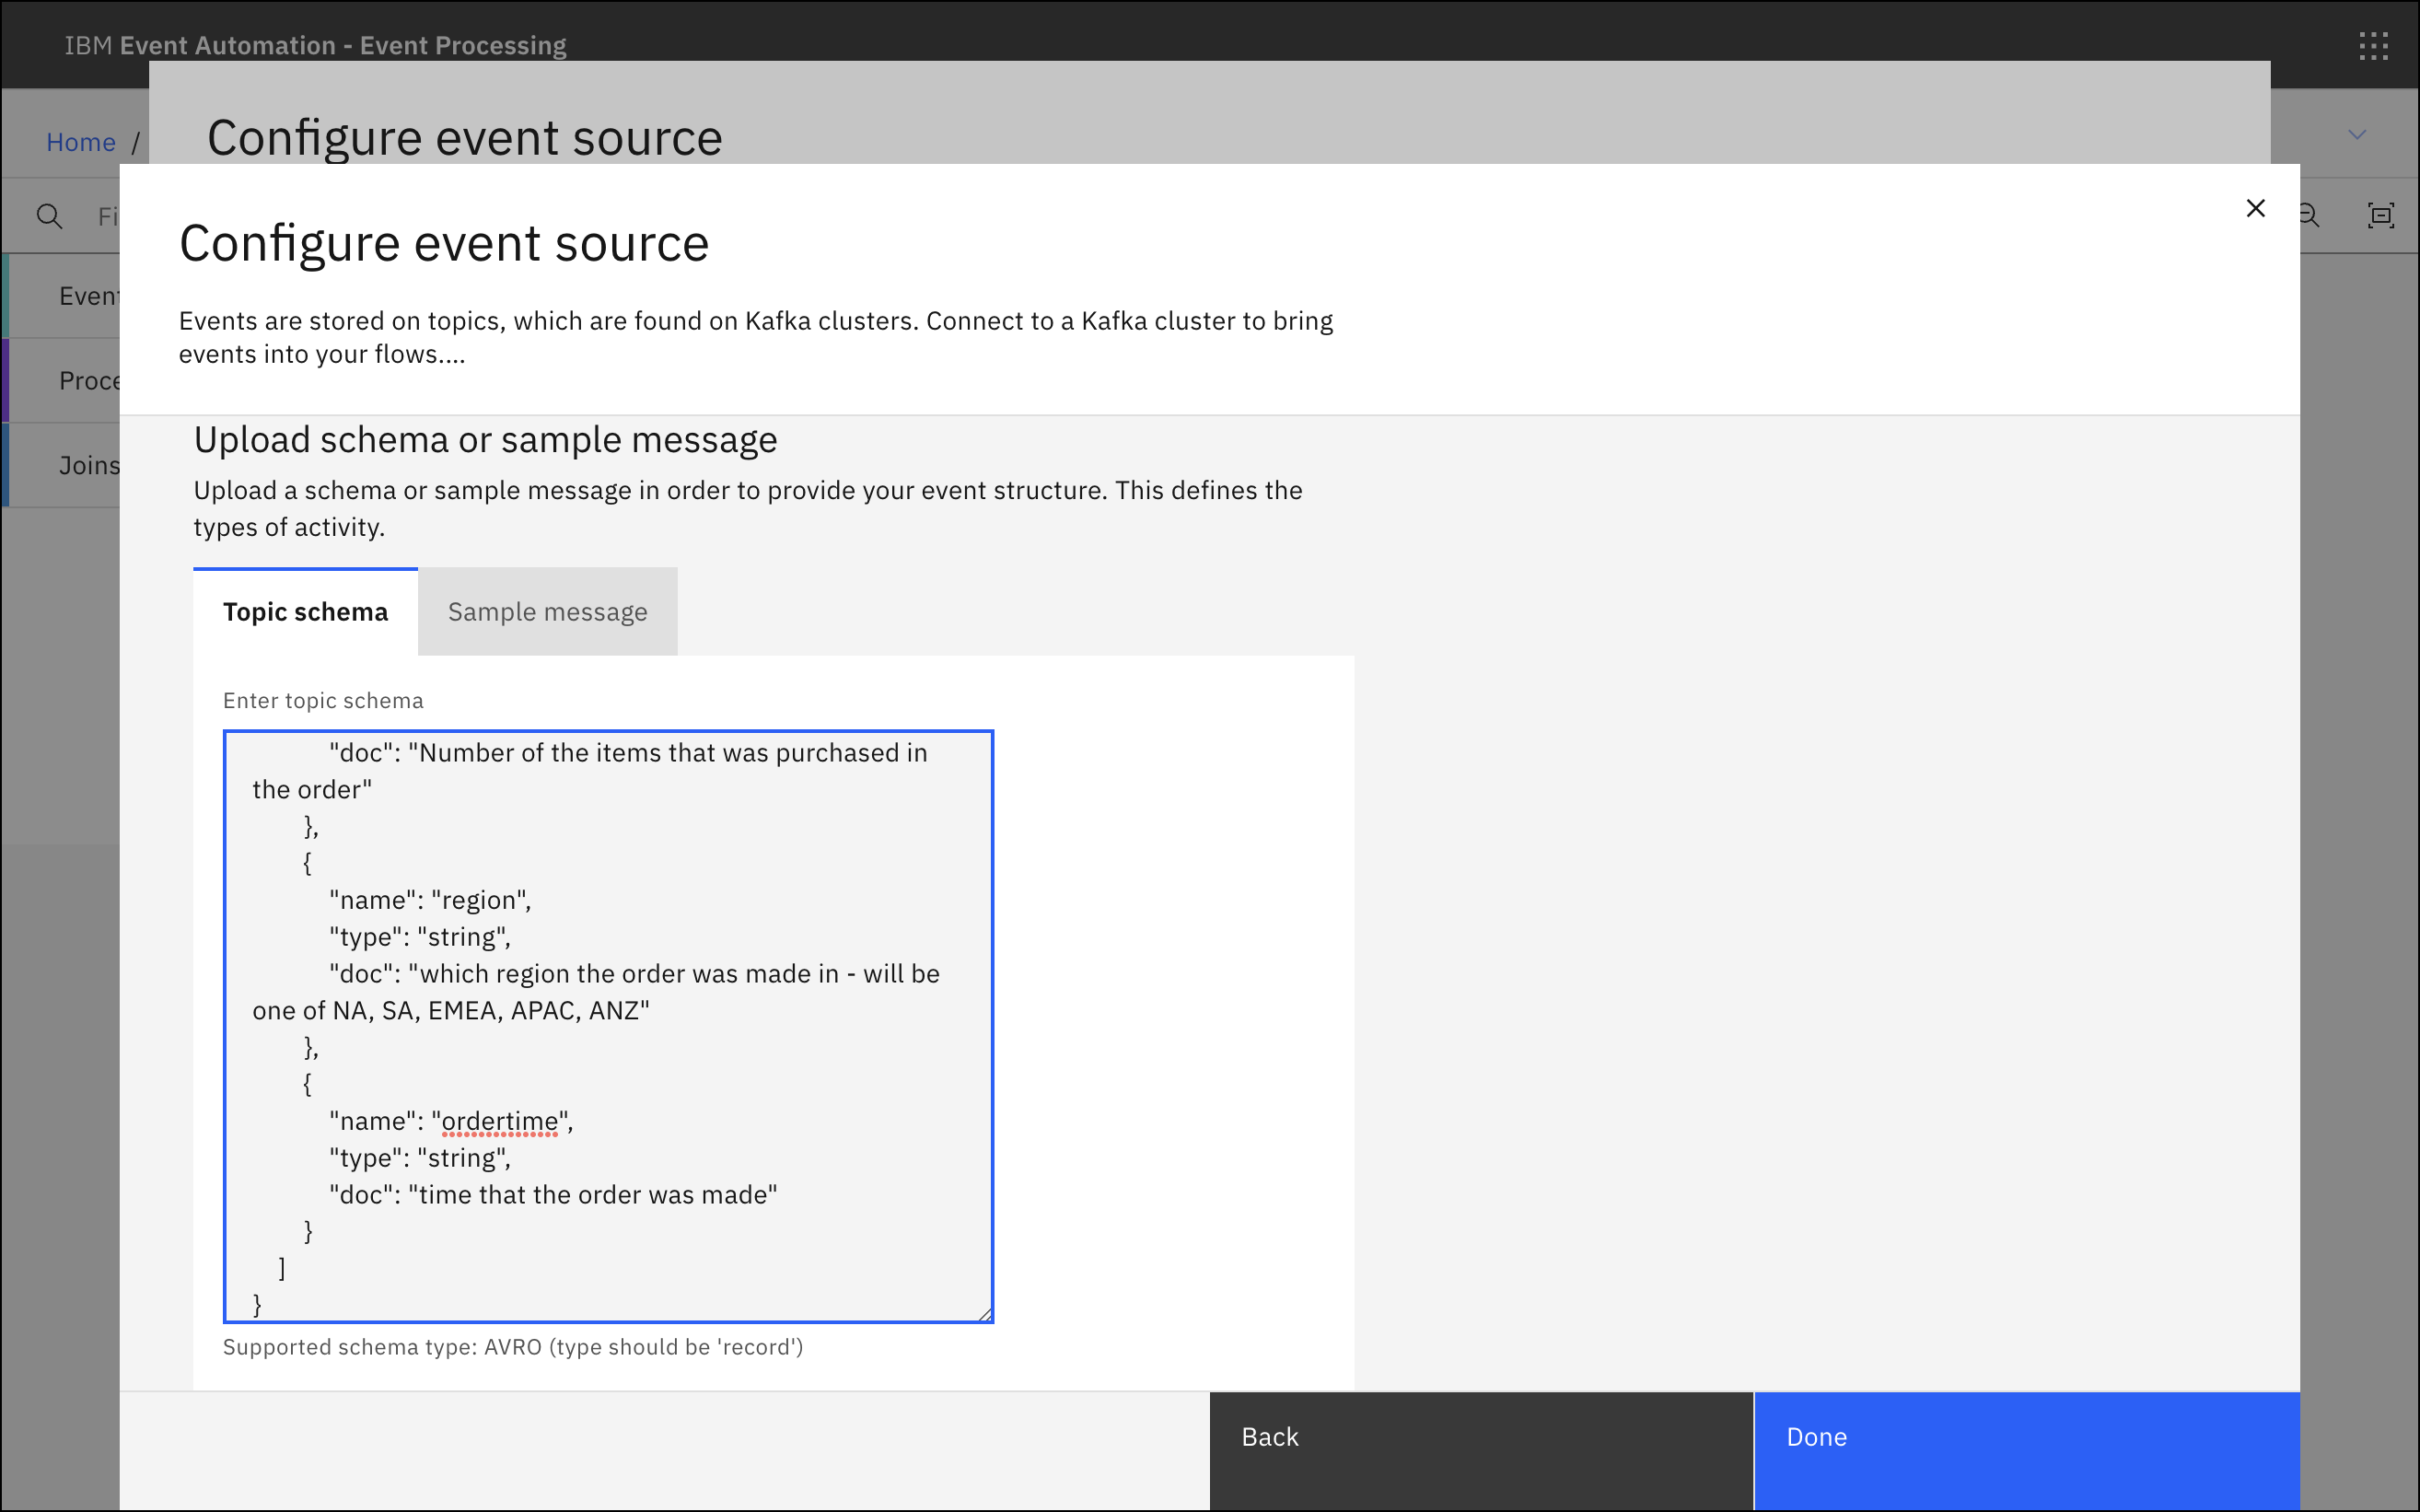 IBM Event Automation - Event Processing
Configure event source
Home /
Fi
Event
Proce
Joins
Configure event source
Events are stored on topics, which are found on Kafka clusters. Connect to a Kafka cluster to bring
events into your flows....
Upload schema or sample message
Upload a schema or sample message in order to provide your event structure. This defines the
types of activity.
Topic schema
Sample message
Enter topic schema
"doc": "Number of the items that was purchased in
the order"
},
{
"name": "region",
"type": "string",
"doc": "which region the order was made in - will be
one of NA, SA, EMEA, APAC, ANZ"
},
{
"name": "ordertime",
"type": "string",
"doc": "time that the order was made"
}
]
}
Supported schema type: AVRO (type should be 'record')
Back
Done